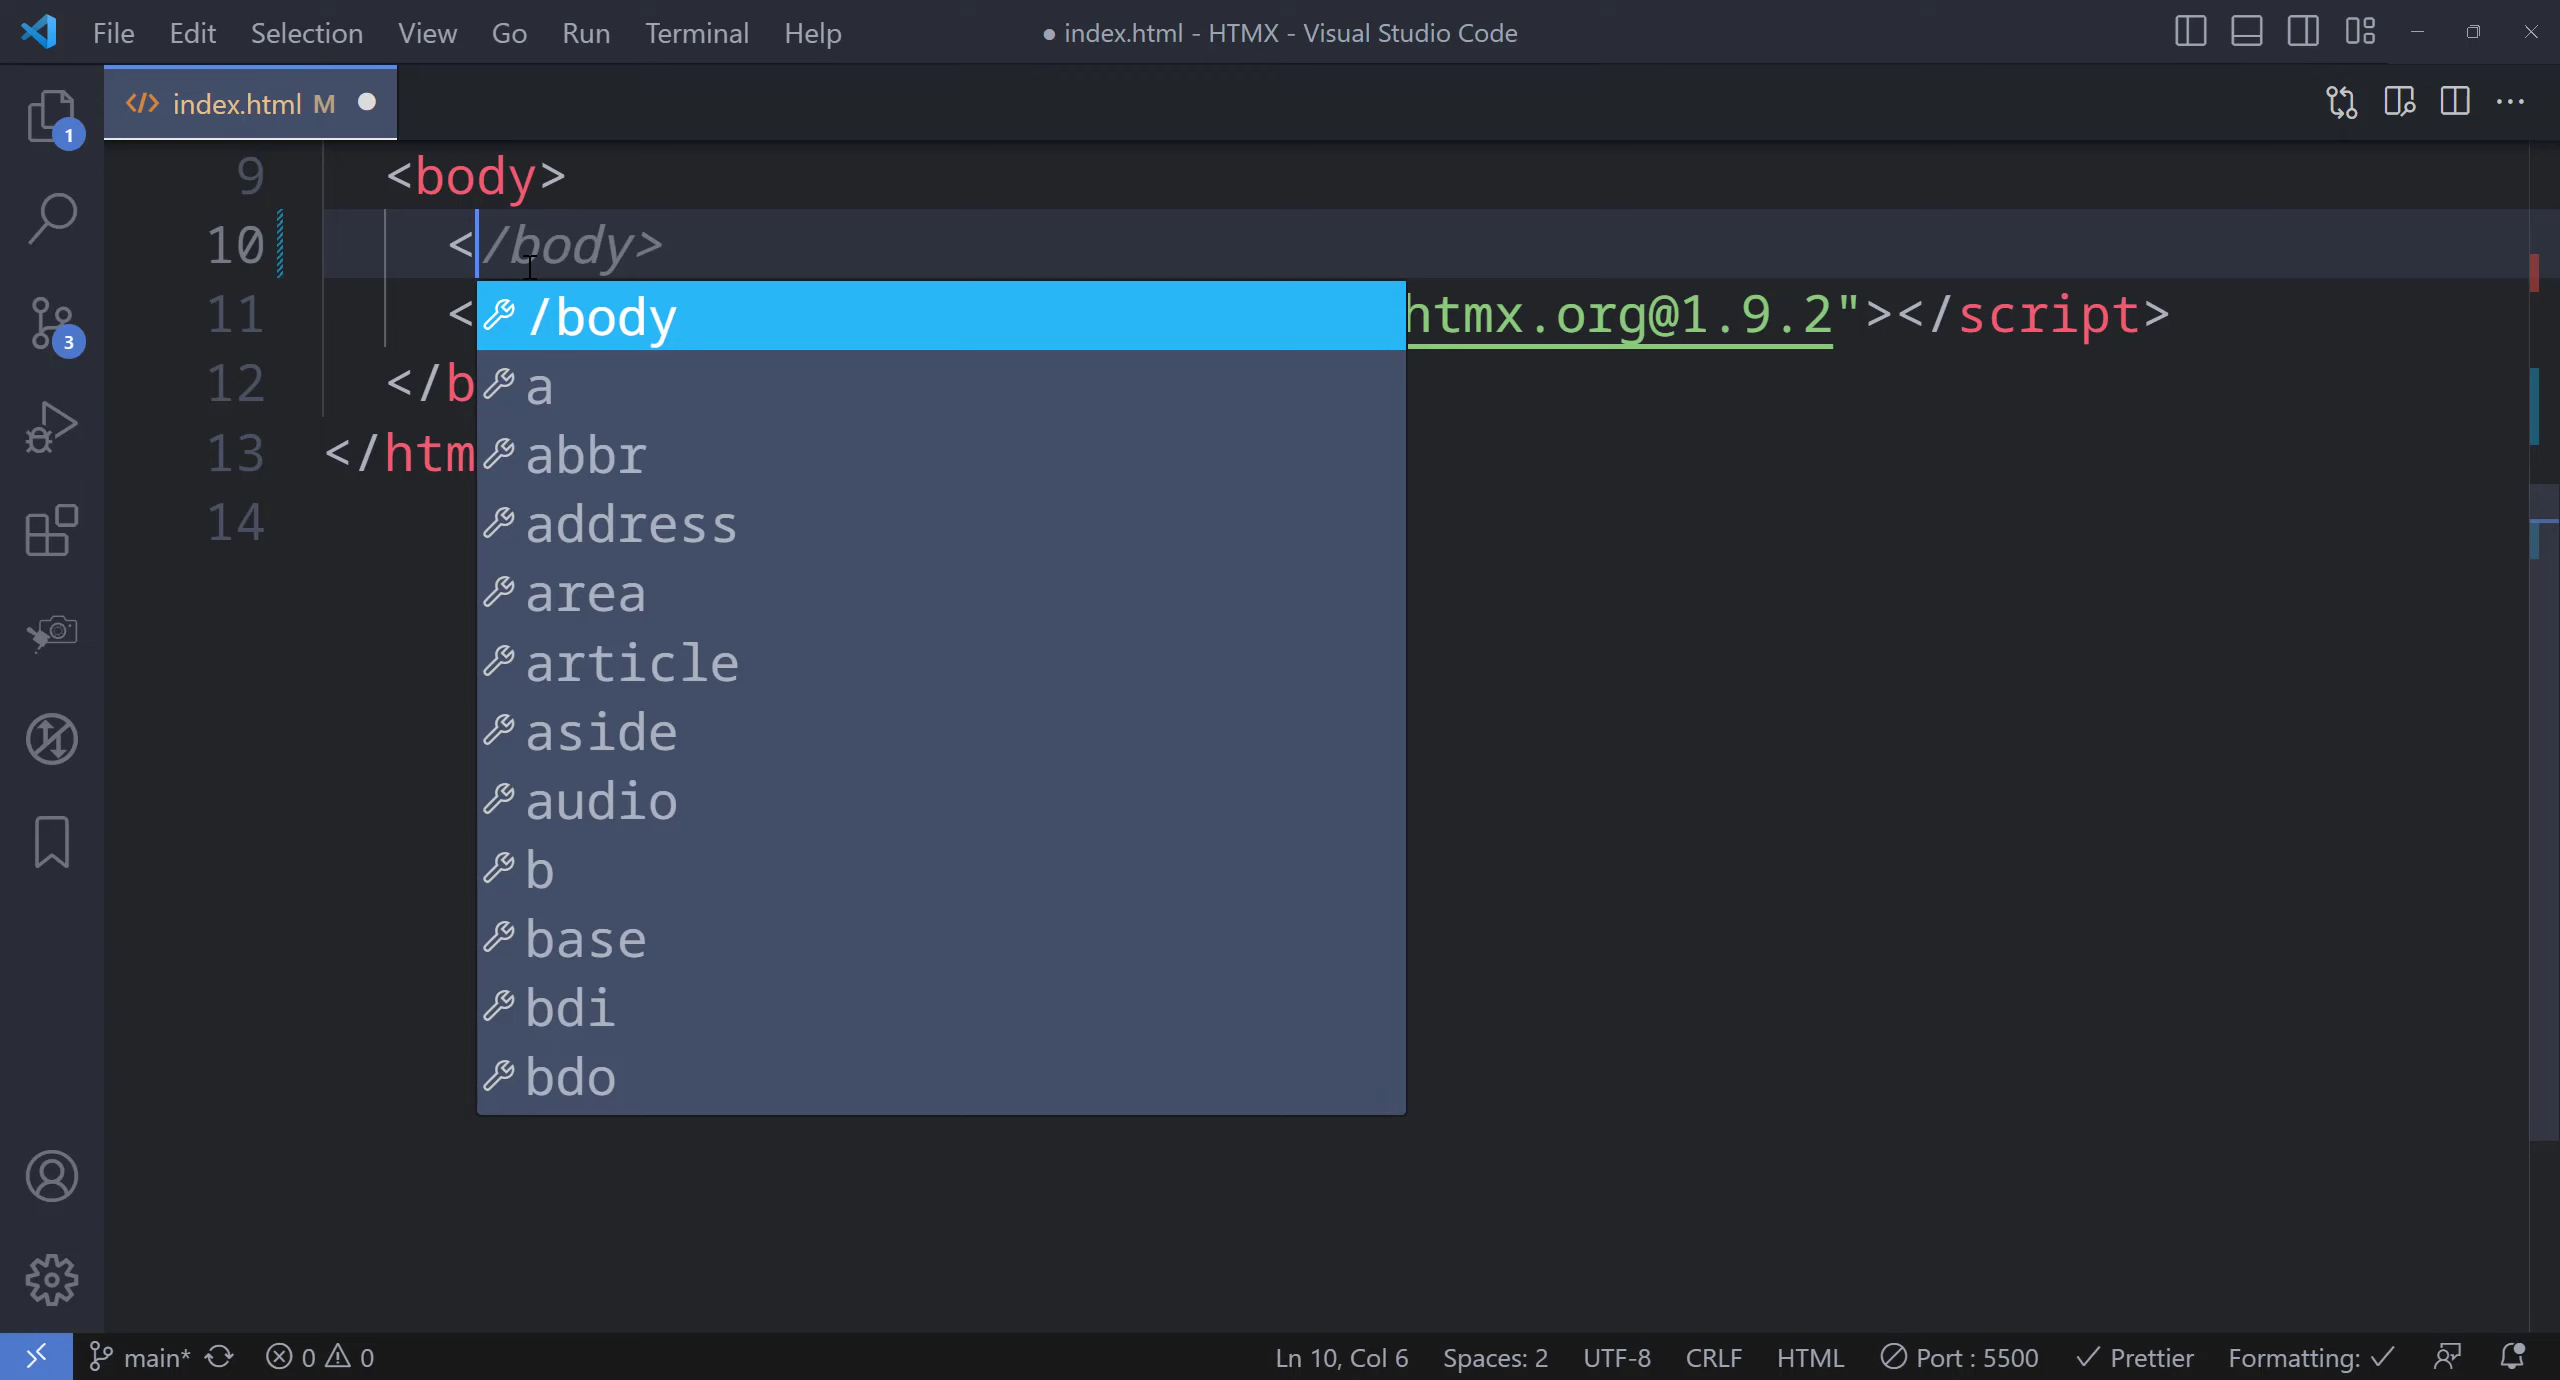 File Edit Selection View Go Run Terminal Help ● index.html - HTMX - Visual Studio Code
</> index.html M
1
3
9 <body>
10 </body>
11 < htmx.org@1.9.2"></script>
12 </b
13 </htm
14
/body
a
abbr
address
area
article
aside
audio
b
base
bdi
bdo
main* 0 0 Ln 10, Col 6 Spaces: 2 UTF-8 CRLF HTML Port : 5500 Prettier Formatting: